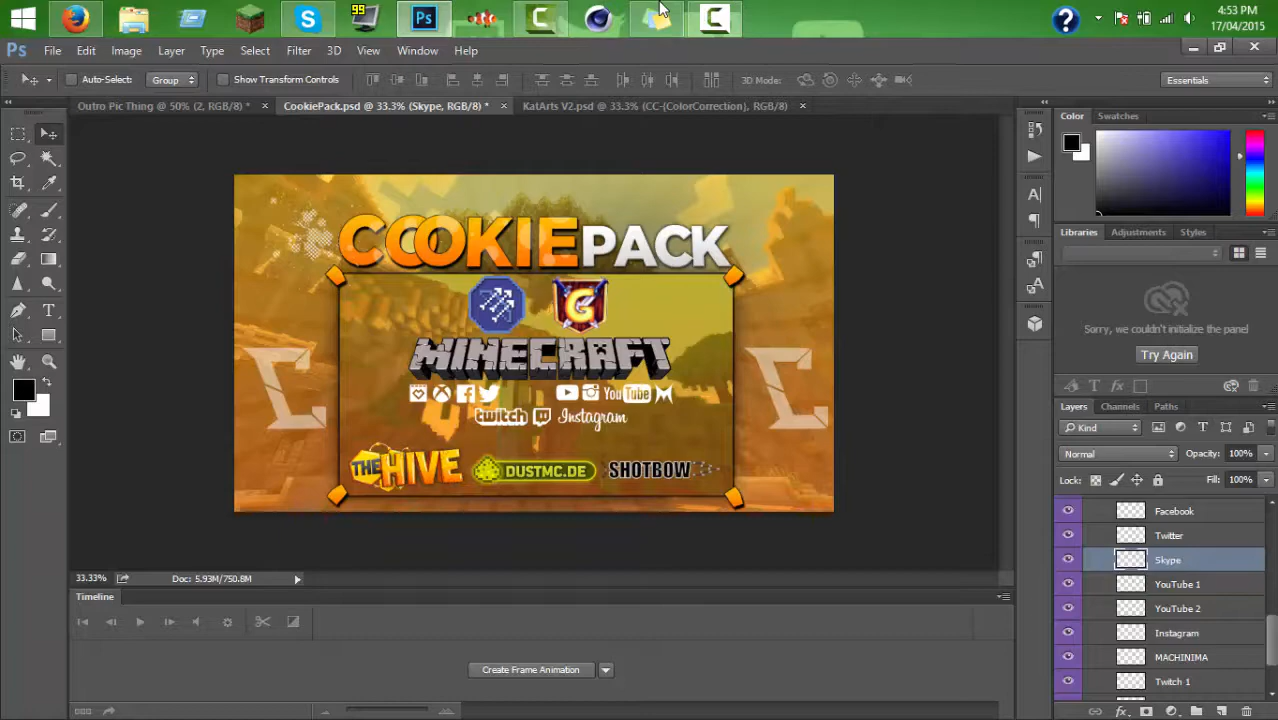 99
4:53 PM
17/04/2015
Ps
File Edit Image Layer Type Select Filter 3D View Window Help
Auto-Select: Group Show Transform Controls 3D Mode: Essentials
Outro Pic Thing @ 50% (2, RGB/8) * × CookiePack.psd @ 33.3% (Skype, RGB/8) * × KatArts V2.psd @ 33.3% (CC-{ColorCorrection}, RGB/8) ×
Color Swatches
COOKIEPACK
G
MINECRAFT
You Tube
twitch Instagram
THE HIVE DUSTMC.DE SHOTBOW
Libraries Adjustments Styles
Sorry, we couldn't initialize the panel
Try Again
Layers Channels Paths
Kind
Normal Opacity: 100%
Lock: Fill: 100%
Facebook
Twitter
Skype
YouTube 1
YouTube 2
Instagram
MACHINIMA
Twitch 1
33.33% Doc: 5.93M/750.8M
Timeline
Create Frame Animation